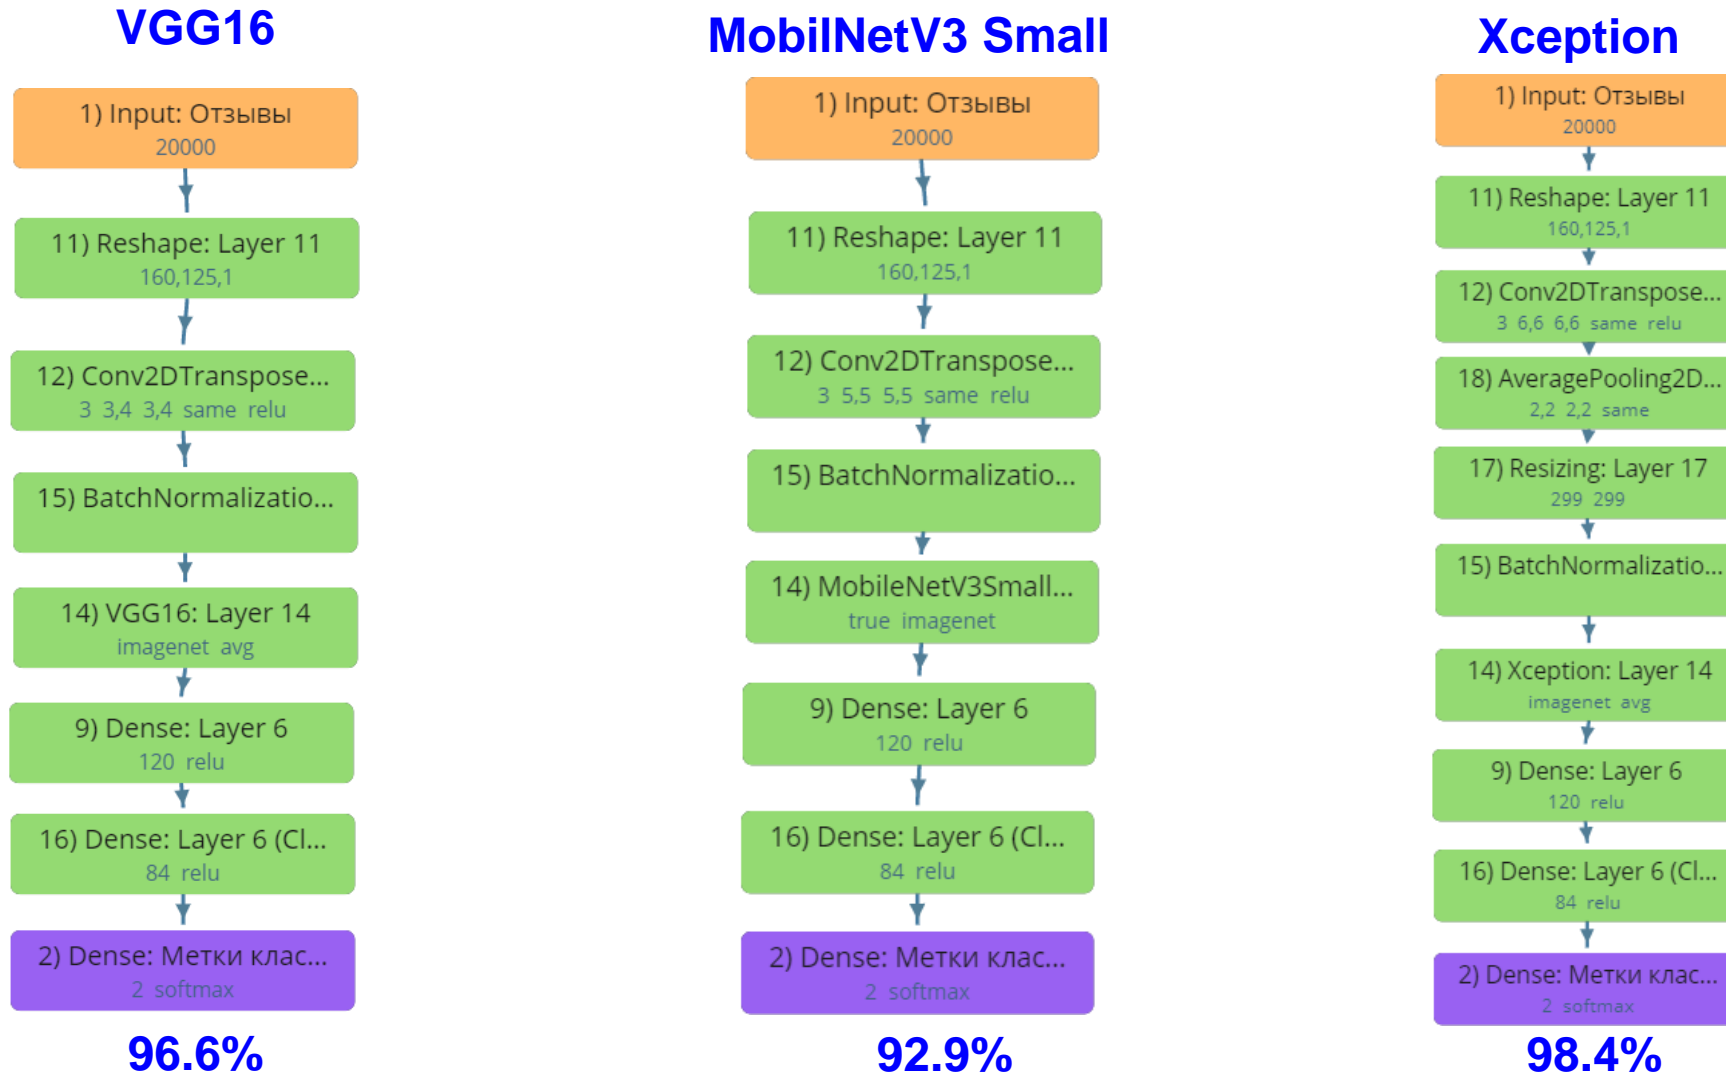 VGG16
1) Input: Отзывы
20000
11) Reshape: Layer 11
160,125,1
12) Conv2DTranspose...
3 3,4 3,4 same relu
15) BatchNormalizatio...
14) VGG16: Layer 14
imagenet avg
9) Dense: Layer 6
120 relu
16) Dense: Layer 6 (Cl...
84 relu
2) Dense: Метки клас...
2 softmax
96.6%
MobilNetV3 Small
1) Input: Отзывы
20000
11) Reshape: Layer 11
160,125,1
12) Conv2DTranspose...
3 5,5 5,5 same relu
15) BatchNormalizatio...
14) MobileNetV3Small...
true imagenet
9) Dense: Layer 6
120 relu
16) Dense: Layer 6 (Cl...
84 relu
2) Dense: Метки клас...
2 softmax
92.9%
Xception
1) Input: Отзывы
20000
11) Reshape: Layer 11
160,125,1
12) Conv2DTranspose...
3 6,6 6,6 same relu
18) AveragePooling2D...
2,2 2,2 same
17) Resizing: Layer 17
299 299
15) BatchNormalizatio...
14) Xception: Layer 14
imagenet avg
9) Dense: Layer 6
120 relu
16) Dense: Layer 6 (Cl...
84 relu
2) Dense: Метки клас...
2 softmax
98.4%